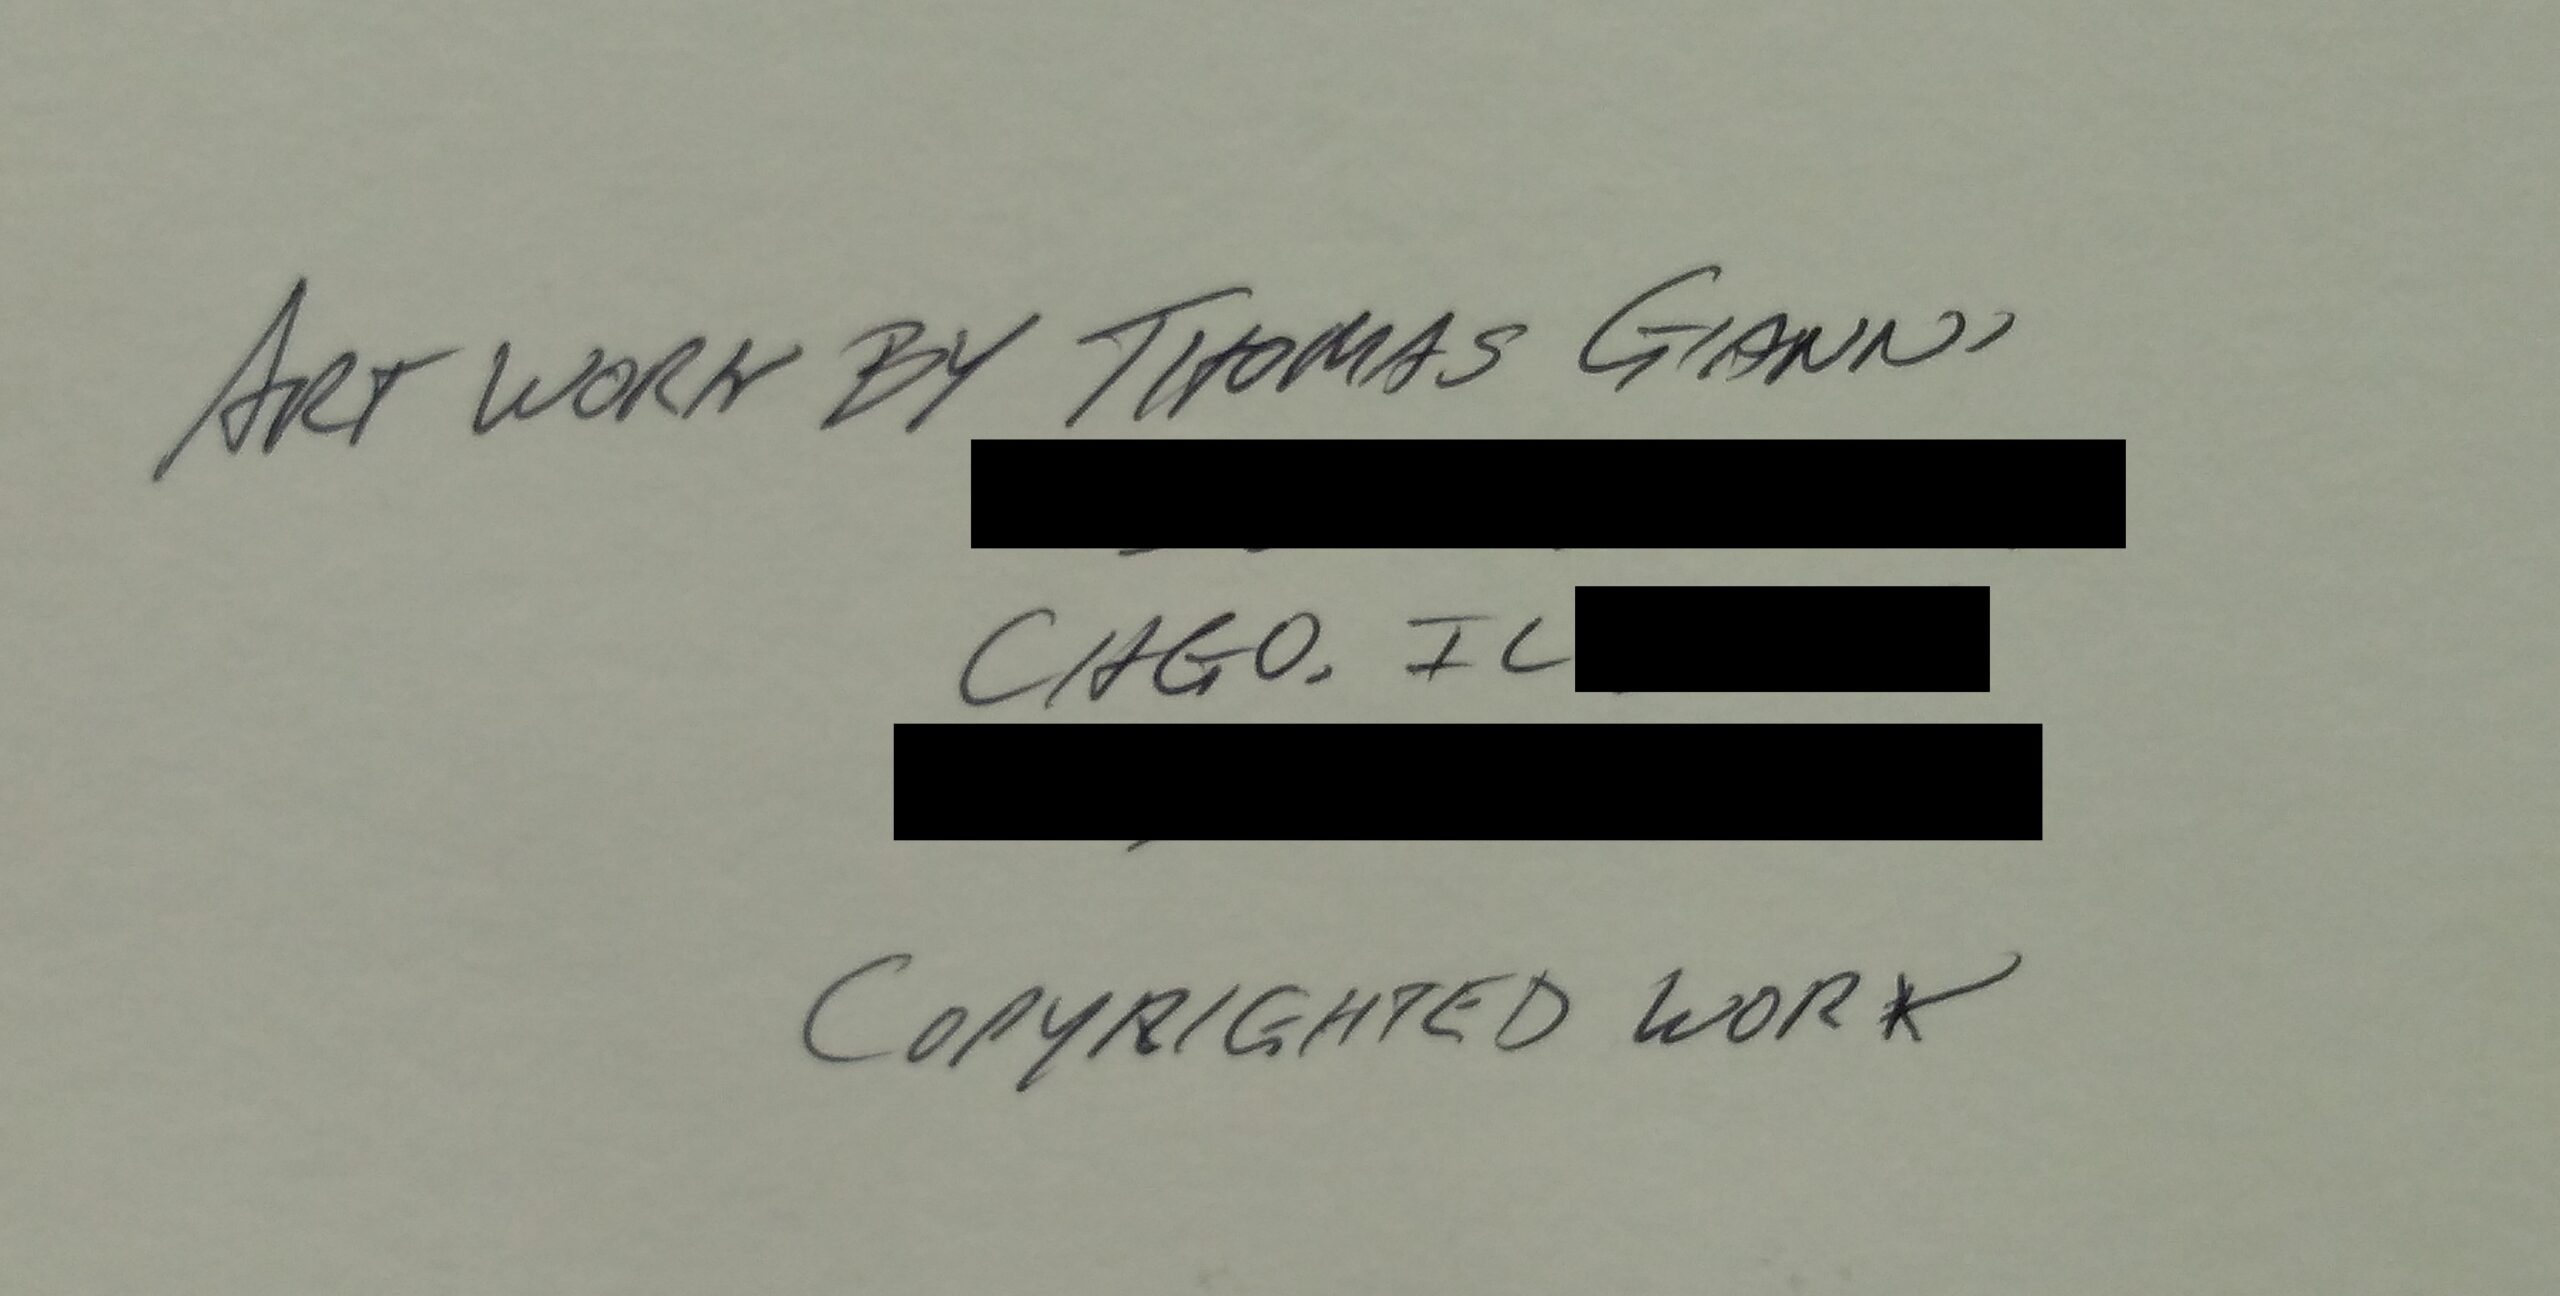 ART WORK BY THOMAS GIANNI
CHGO. IL
COPYRIGHTED WORK